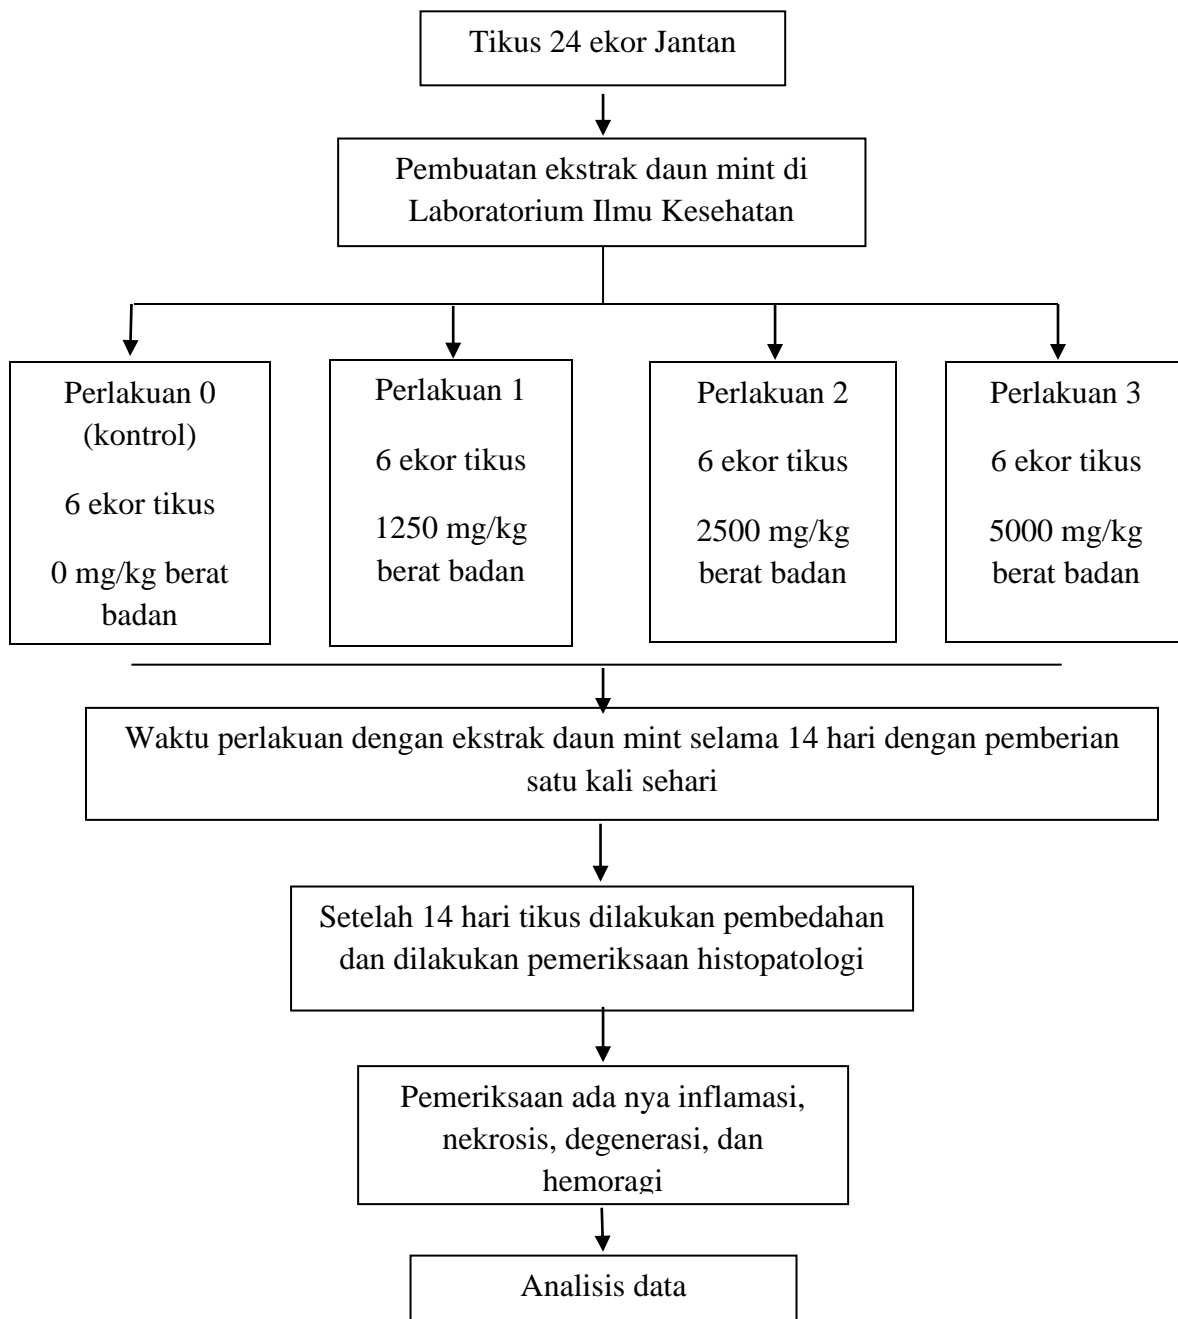 Tikus 24 ekor Jantan
Pembuatan ekstrak daun mint di
Laboratorium Ilmu Kesehatan
Perlakuan 0
(kontrol)
6 ekor tikus
0 mg/kg berat
badan
Perlakuan 1
6 ekor tikus
1250 mg/kg
berat badan
Perlakuan 2
6 ekor tikus
2500 mg/kg
berat badan
Perlakuan 3
6 ekor tikus
5000 mg/kg
berat badan
Waktu perlakuan dengan ekstrak daun mint selama 14 hari dengan pemberian
satu kali sehari
Setelah 14 hari tikus dilakukan pembedahan
dan dilakukan pemeriksaan histopatologi
Pemeriksaan ada nya inflamasi,
nekrosis, degenerasi, dan
hemoragi
Analisis data